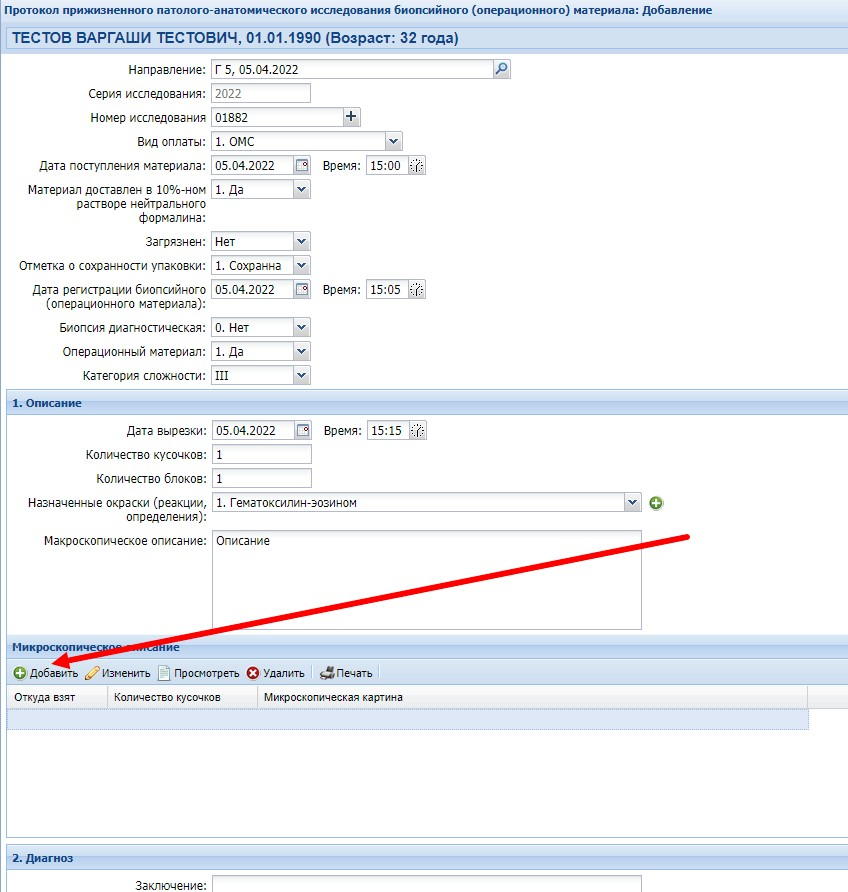 Протокол прижизненного патолого-анатомического исследования биопсийного (операционного) материала: Добавление
ТЕСТОВ ВАРГАШИ ТЕСТОВИЧ, 01.01.1990 (Возраст: 32 года)
Направление: Г 5, 05.04.2022
Серия исследования: 2022
Номер исследования 01882
Вид оплаты: 1. ОМС
Дата поступления материала: 05.04.2022 Время: 15:00
Материал доставлен в 10%-ном 1. Да
растворе нейтрального
формалина:
Загрязнен: Нет
Отметка о сохранности упаковки: 1. Сохранна
Дата регистрации биопсийного 05.04.2022 Время: 15:05
(операционного материала):
Биопсия диагностическая: 0. Нет
Операционный материал: 1. Да
Категория сложности: III
1. Описание
Дата вырезки: 05.04.2022 Время: 15:15
Количество кусочков: 1
Количество блоков: 1
Назначенные окраски (реакции, 1. Гематоксилин-эозином
определения):
Макроскопическое описание: Описание
Микроскопическое описание
Добавить Изменить Просмотреть Удалить Печать
Откуда взят Количество кусочков Микроскопическая картина
2. Диагноз
Заключение: